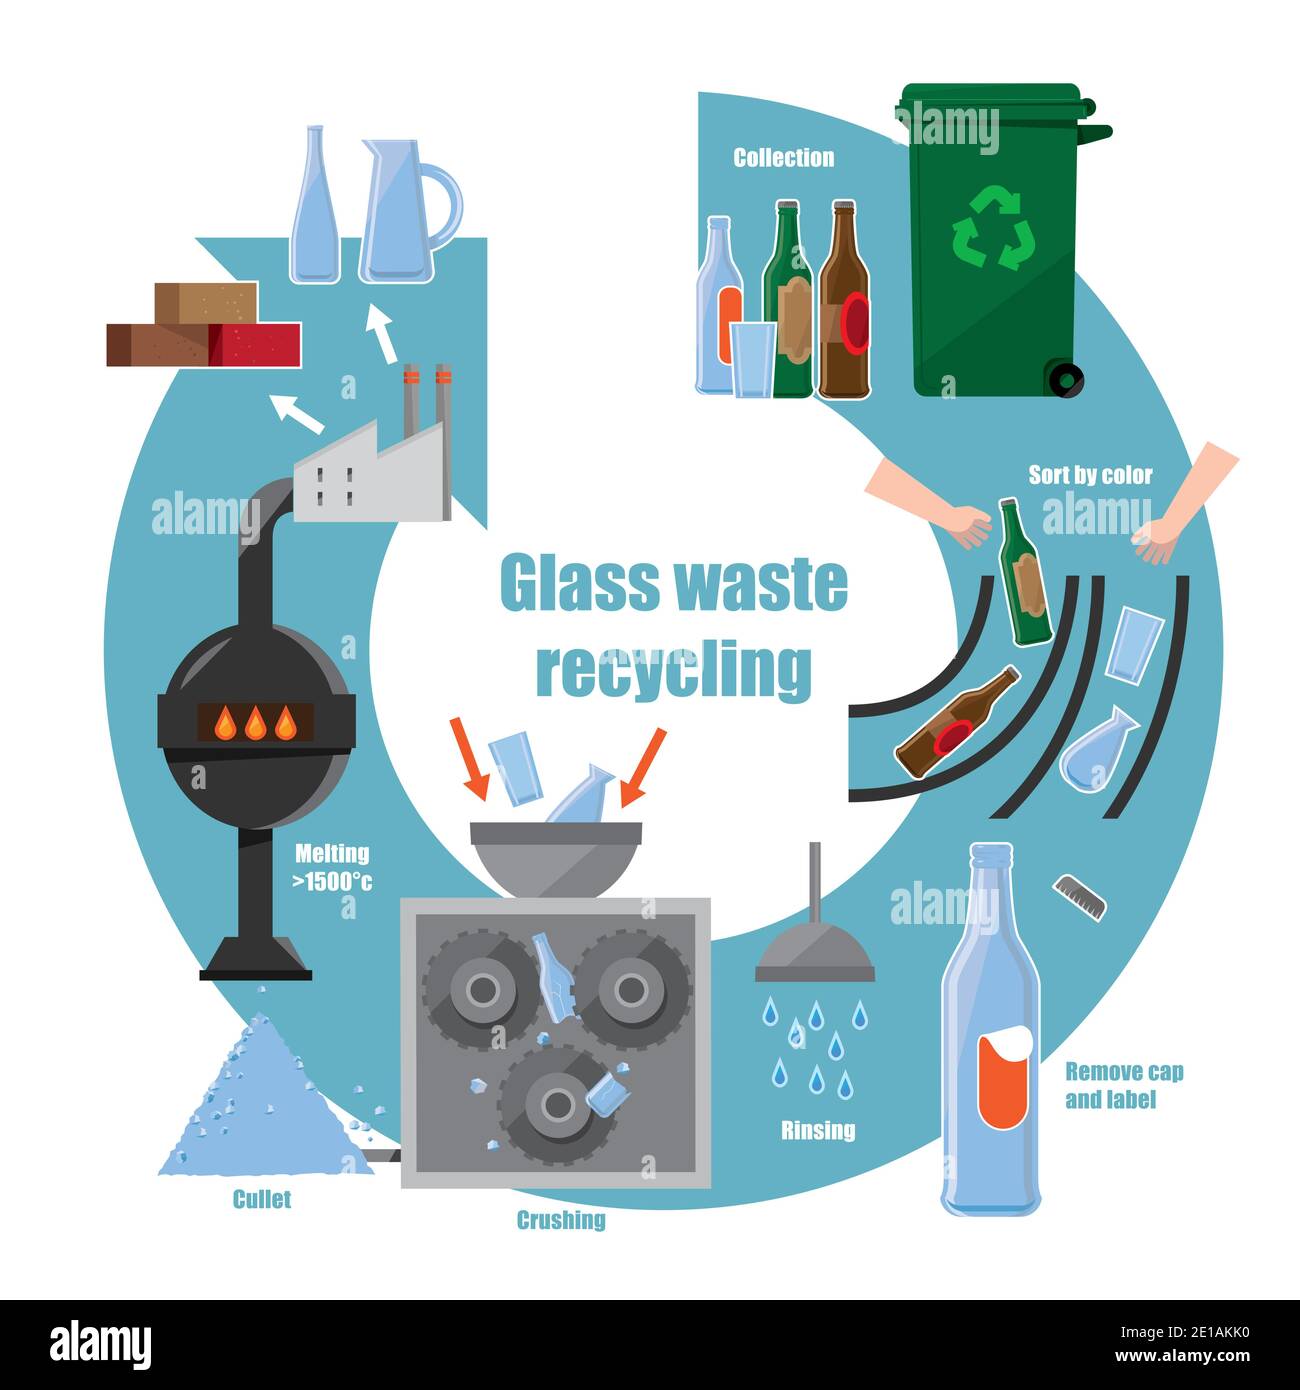 Collection
Sort by color
Glass waste
recycling
Melting
>1500°c
Remove cap
and label
Rinsing
Cullet
Crushing
alamy
alamy
alamy
alamy
alamy
alamy
Image ID: 2E1AKK0
www.alamy.com